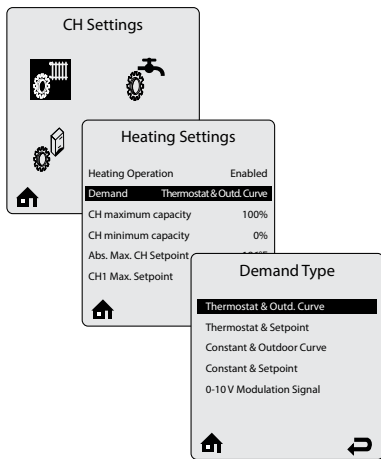 CH Settings
Heating Settings
Heating Operation Enabled
Demand Thermostat & Outd. Curve
CH maximum capacity 100%
CH minimum capacity 0%
Abs. Max. CH Setpoint
CH1 Max. Setpoint
Demand Type
Thermostat & Outd. Curve
Thermostat & Setpoint
Constant & Outdoor Curve
Constant & Setpoint
0-10 V Modulation Signal